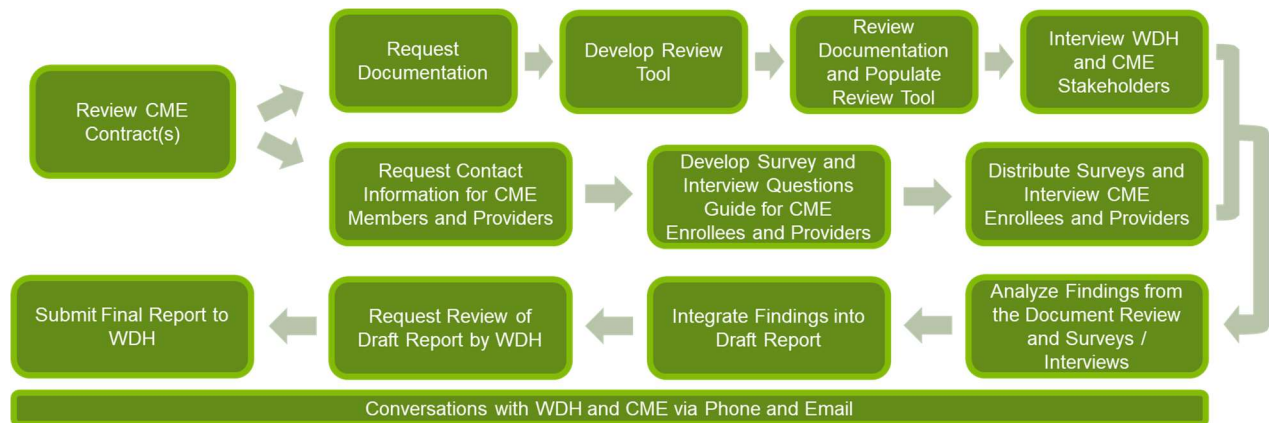 Review CME
Contract(s)
Request
Documentation
Develop Review
Tool
Review
Documentation
and Populate
Review Tool
Interview WDH
and CME
Stakeholders
Request Contact
Information for CME
Members and Providers
Develop Survey and
Interview Questions
Guide for CME
Enrollees and Providers
Distribute Surveys and
Interview CME
Enrollees and Providers
Analyze Findings from
the Document Review
and Surveys /
Interviews
Integrate Findings into
Draft Report
Request Review of
Draft Report by WDH
Submit Final Report to
WDH
Conversations with WDH and CME via Phone and Email